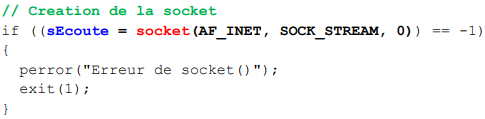 // Creation de la socket
if ((sEcoute = socket(AF_INET, SOCK_STREAM, 0)) == -1)
{
  perror("Erreur de socket()");
  exit(1);
}